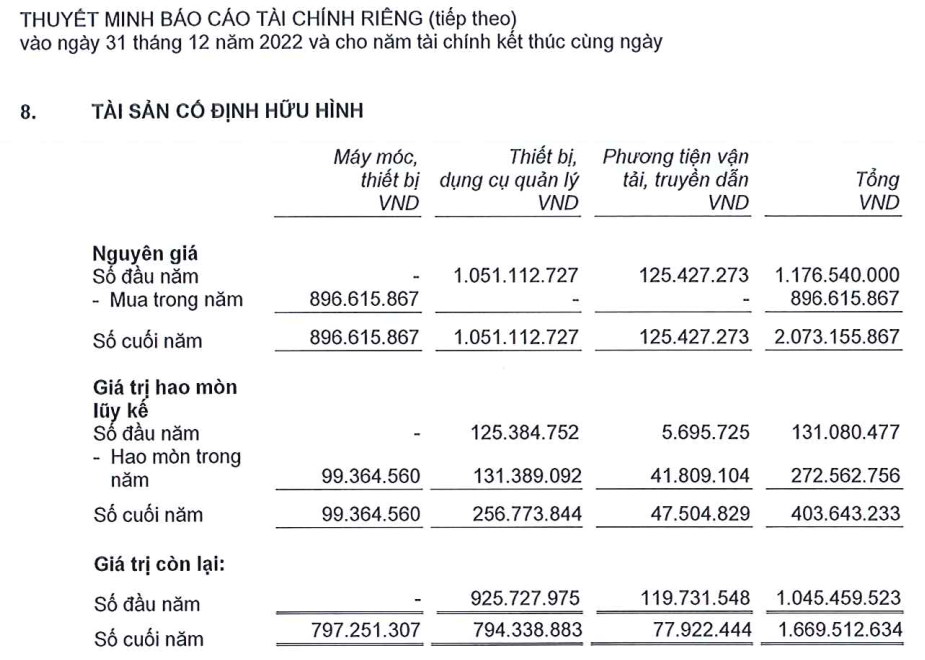 THUYẾT MINH BÁO CÁO TÀI CHÍNH RIÊNG (tiếp theo)
vào ngày 31 tháng 12 năm 2022 và cho năm tài chính kết thúc cùng ngày
8. TÀI SẢN CỐ ĐỊNH HỮU HÌNH
Máy móc, Thiết bị, Phương tiện vận
thiết bị dụng cụ quản lý tải, truyền dẫn Tổng
VND VND VND VND
Nguyên giá
Số đầu năm - 1.051.112.727 125.427.273 1.176.540.000
- Mua trong năm 896.615.867 - - 896.615.867
Số cuối năm 896.615.867 1.051.112.727 125.427.273 2.073.155.867
Giá trị hao mòn
lũy kế
Số đầu năm - 125.384.752 5.695.725 131.080.477
- Hao mòn trong
năm 99.364.560 131.389.092 41.809.104 272.562.756
Số cuối năm 99.364.560 256.773.844 47.504.829 403.643.233
Giá trị còn lại:
Số đầu năm - 925.727.975 119.731.548 1.045.459.523
Số cuối năm 797.251.307 794.338.883 77.922.444 1.669.512.634